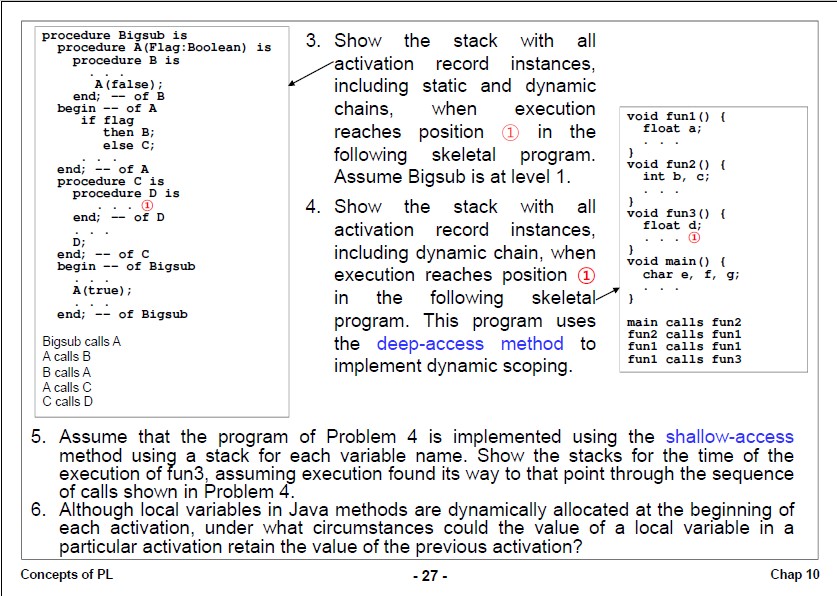 procedure Bigsub is
procedure A(Flag:Boolean) is
procedure B is
. . .
A(false);
end; -- of B
begin -- of A
if flag
then B;
else C;
. . .
end; -- of A
procedure C is
procedure D is
. . . ①
end; -- of D
. . .
D;
end; -- of C
begin -- of Bigsub
. . .
A(true);
. . .
end; -- of Bigsub
Bigsub calls A
A calls B
B calls A
A calls C
C calls D
3. Show the stack with all
activation record instances,
including static and dynamic
chains, when execution
reaches position ① in the
following skeletal program.
Assume Bigsub is at level 1.
4. Show the stack with all
activation record instances,
including dynamic chain, when
execution reaches position ①
in the following skeletal
program. This program uses
the deep-access method to
implement dynamic scoping.
void fun1() {
float a;
. . .
}
void fun2() {
int b, c;
. . .
}
void fun3() {
float d;
. . . ①
}
void main() {
char e, f, g;
. . .
}
main calls fun2
fun2 calls fun1
fun1 calls fun1
fun1 calls fun3
5. Assume that the program of Problem 4 is implemented using the shallow-access
method using a stack for each variable name. Show the stacks for the time of the
execution of fun3, assuming execution found its way to that point through the sequence
of calls shown in Problem 4.
6. Although local variables in Java methods are dynamically allocated at the beginning of
each activation, under what circumstances could the value of a local variable in a
particular activation retain the value of the previous activation?
Concepts of PL
- 27 -
Chap 10